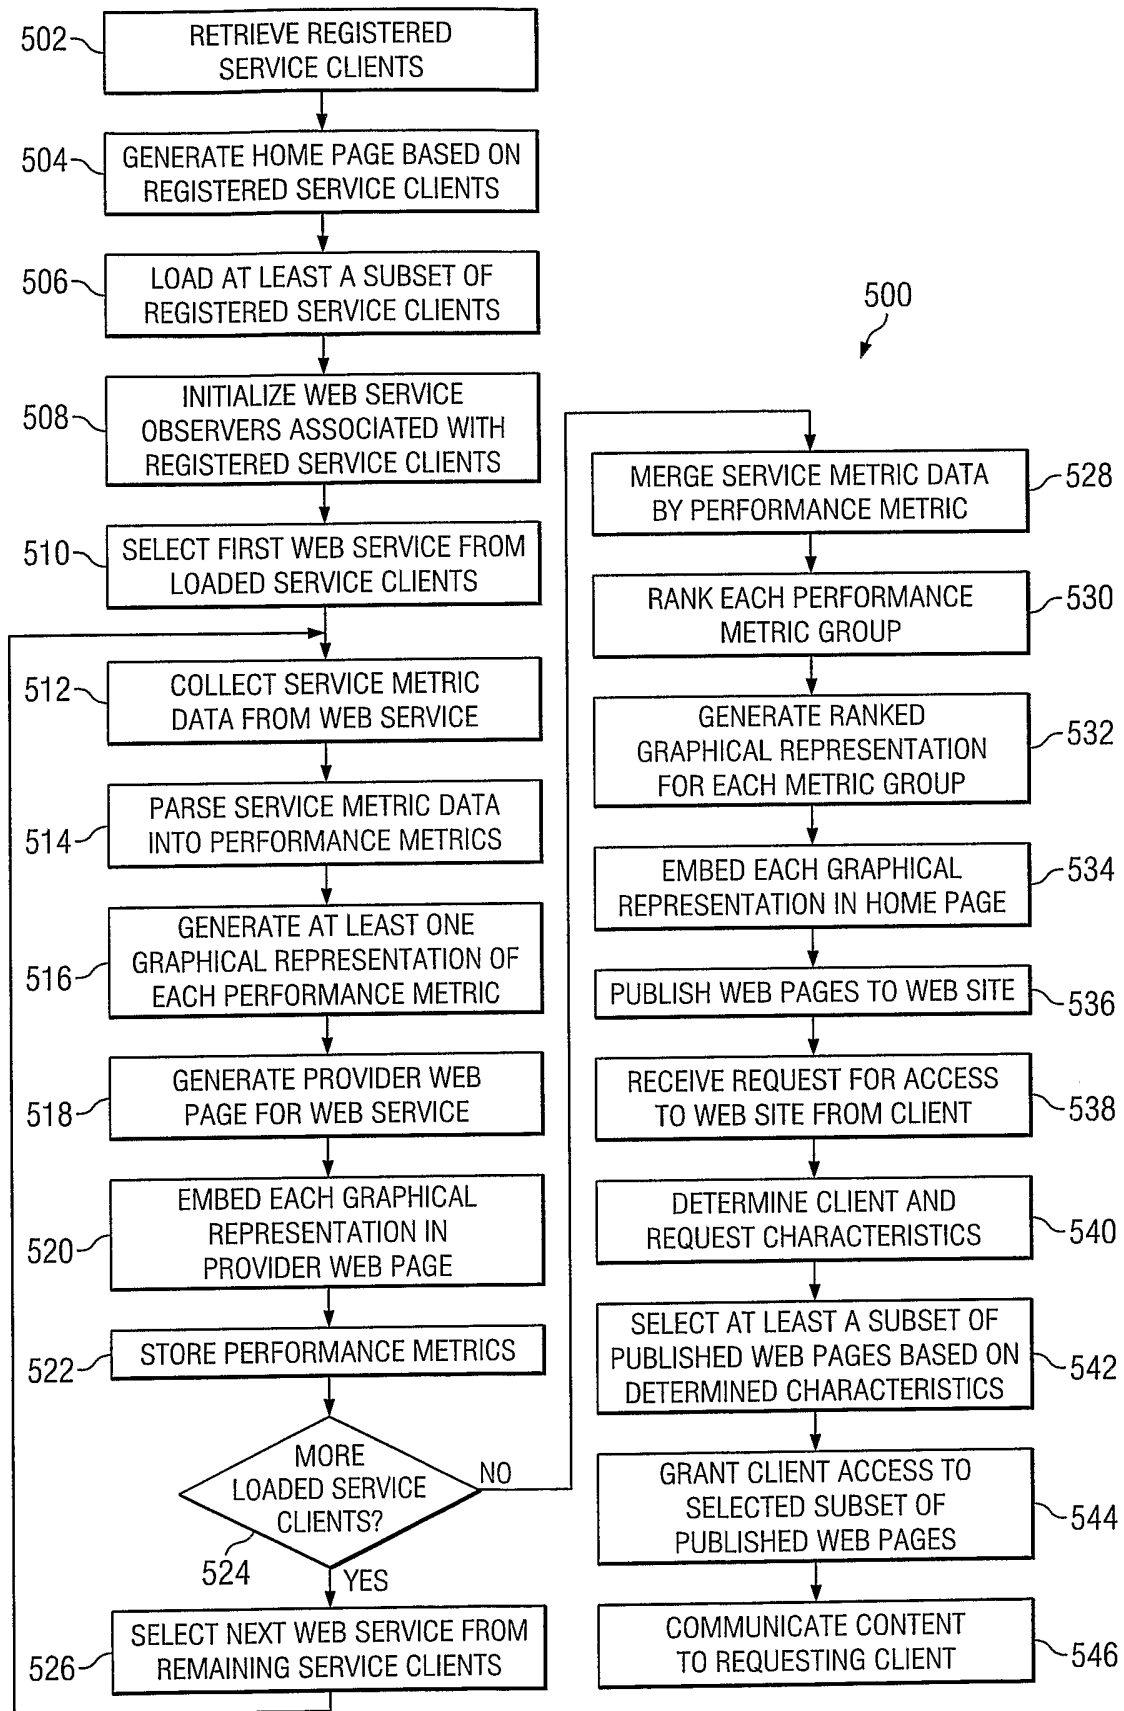 502
RETRIEVE REGISTERED
SERVICE CLIENTS
504
GENERATE HOME PAGE BASED ON
REGISTERED SERVICE CLIENTS
506
LOAD AT LEAST A SUBSET OF
REGISTERED SERVICE CLIENTS
508
INITIALIZE WEB SERVICE
OBSERVERS ASSOCIATED WITH
REGISTERED SERVICE CLIENTS
510
SELECT FIRST WEB SERVICE FROM
LOADED SERVICE CLIENTS
512
COLLECT SERVICE METRIC
DATA FROM WEB SERVICE
514
PARSE SERVICE METRIC DATA
INTO PERFORMANCE METRICS
516
GENERATE AT LEAST ONE
GRAPHICAL REPRESENTATION OF
EACH PERFORMANCE METRIC
518
GENERATE PROVIDER WEB
PAGE FOR WEB SERVICE
520
EMBED EACH GRAPHICAL
REPRESENTATION IN
PROVIDER WEB PAGE
522
STORE PERFORMANCE METRICS
MORE
LOADED SERVICE
CLIENTS?
524
NO
YES
526
SELECT NEXT WEB SERVICE FROM
REMAINING SERVICE CLIENTS
500
MERGE SERVICE METRIC DATA
BY PERFORMANCE METRIC
528
RANK EACH PERFORMANCE
METRIC GROUP
530
GENERATE RANKED
GRAPHICAL REPRESENTATION
FOR EACH METRIC GROUP
532
EMBED EACH GRAPHICAL
REPRESENTATION IN HOME PAGE
534
PUBLISH WEB PAGES TO WEB SITE
536
RECEIVE REQUEST FOR ACCESS
TO WEB SITE FROM CLIENT
538
DETERMINE CLIENT AND
REQUEST CHARACTERISTICS
540
SELECT AT LEAST A SUBSET OF
PUBLISHED WEB PAGES BASED ON
DETERMINED CHARACTERISTICS
542
GRANT CLIENT ACCESS TO
SELECTED SUBSET OF
PUBLISHED WEB PAGES
544
COMMUNICATE CONTENT
TO REQUESTING CLIENT
546